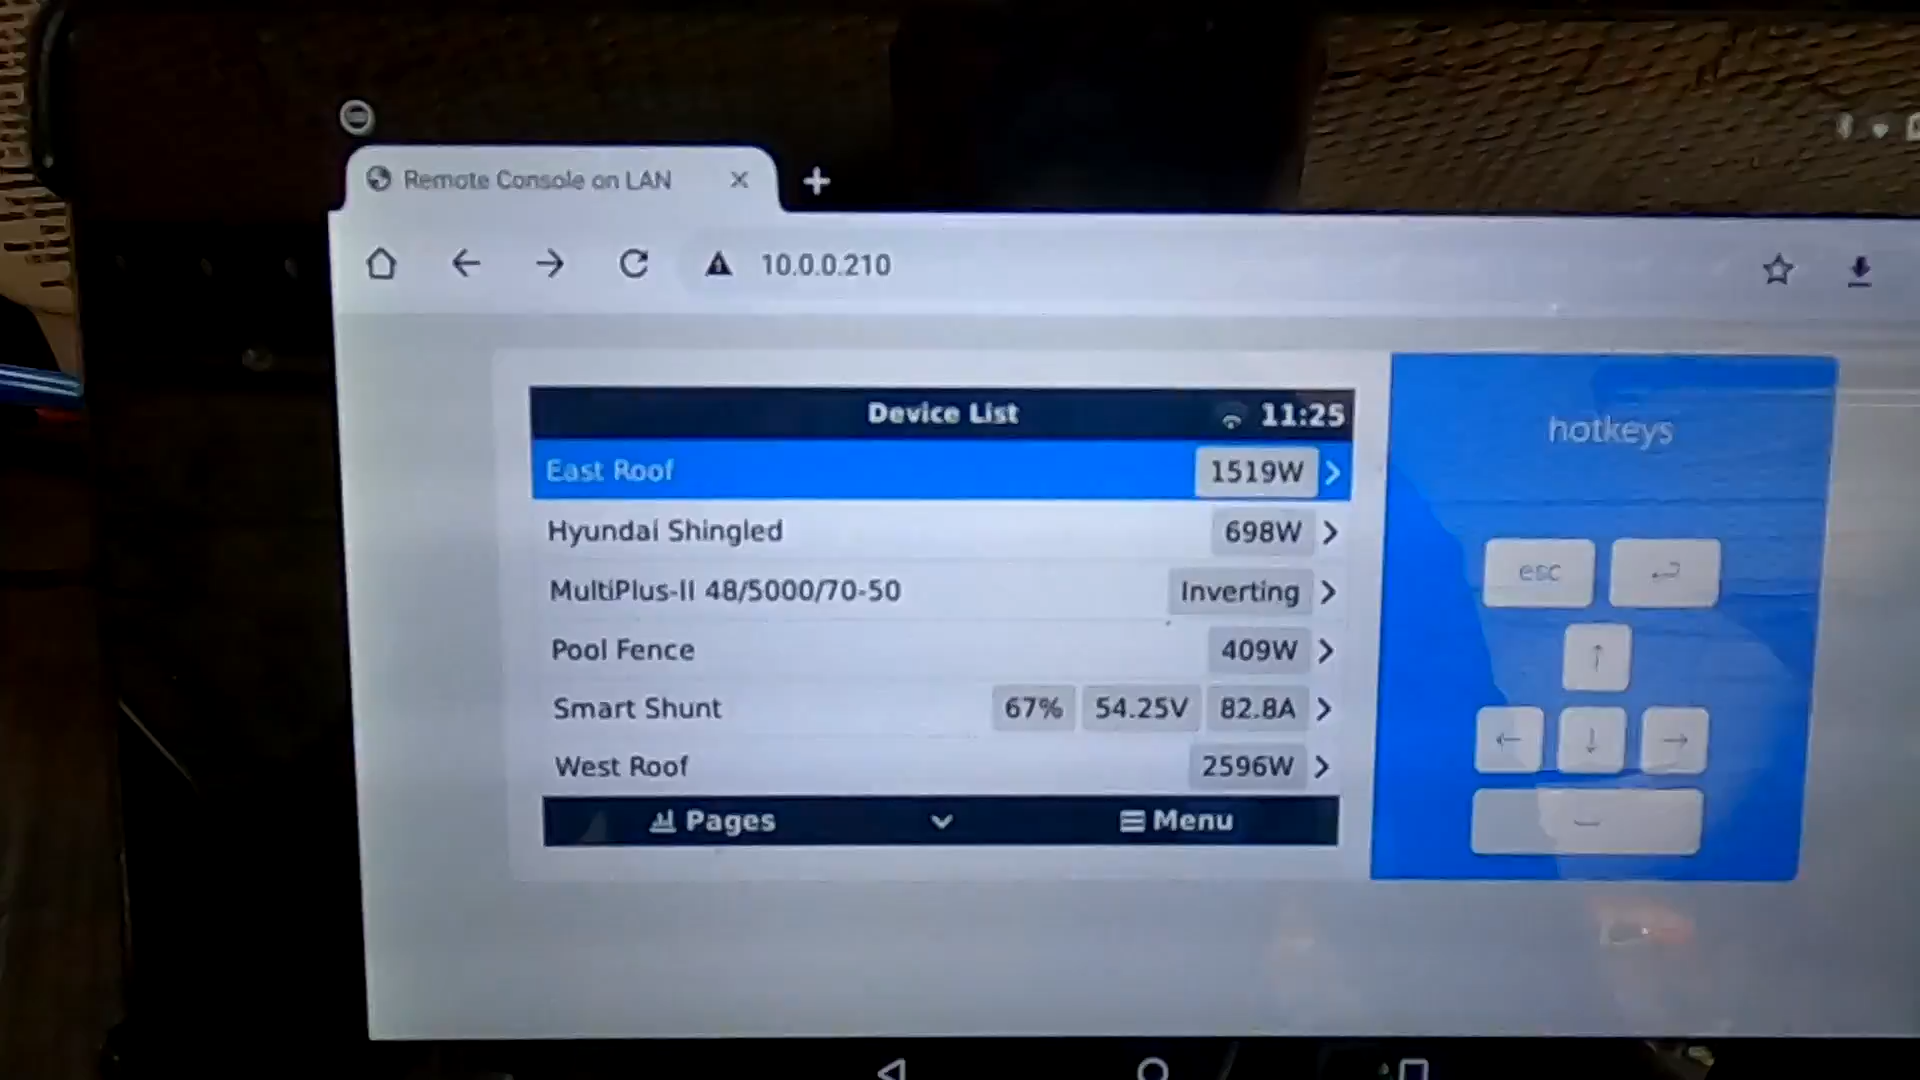 Remote Console on LAN
10.0.0.210
Device List 11:25
East Roof 1519W
Hyundai Shingled 698W
MultiPlus-II 48/5000/70-50 Inverting
Pool Fence 409W
Smart Shunt 67% 54.25V 82.8A
West Roof 2596W
Pages Menu
hotkeys
esc